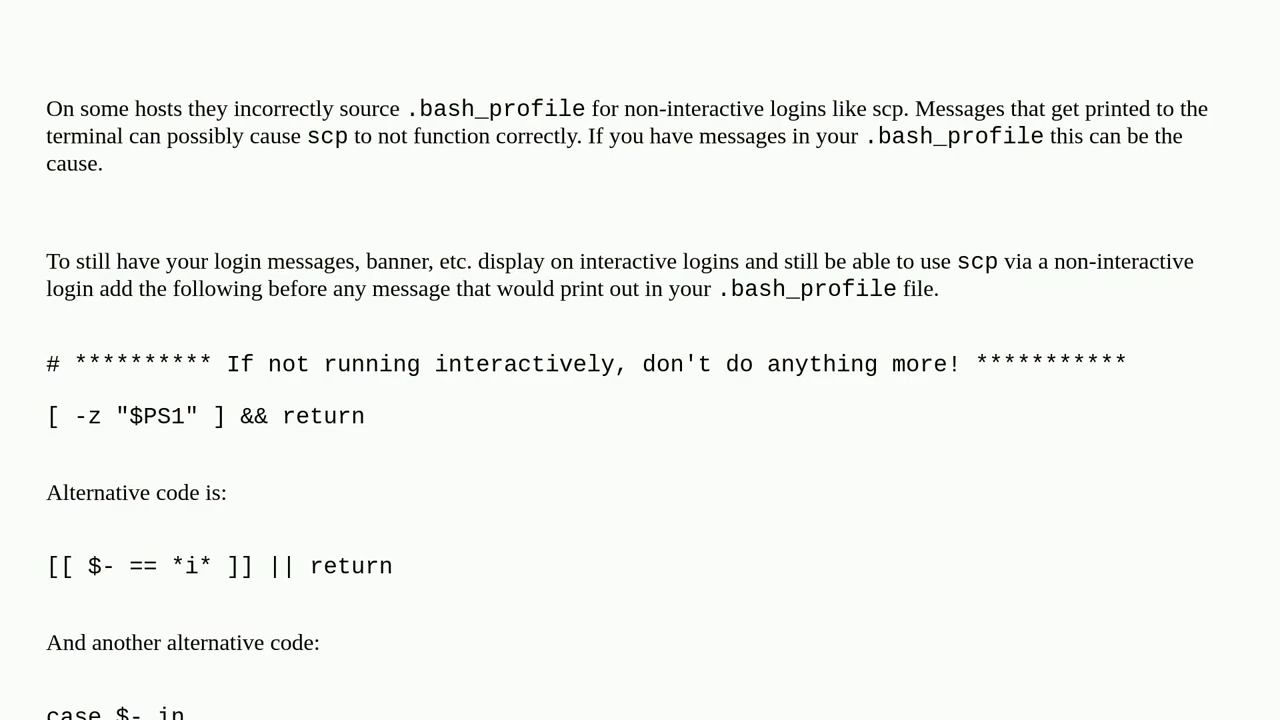 On some hosts they incorrectly source .bash_profile for non-interactive logins like scp. Messages that get printed to the
terminal can possibly cause scp to not function correctly. If you have messages in your .bash_profile this can be the
cause.
To still have your login messages, banner, etc. display on interactive logins and still be able to use scp via a non-interactive
login add the following before any message that would print out in your .bash_profile file.
# ********** If not running interactively, don't do anything more! ***********
[ -z "$PS1" ] && return
Alternative code is:
[[ $- == *i* ]] || return
And another alternative code:
case $- in